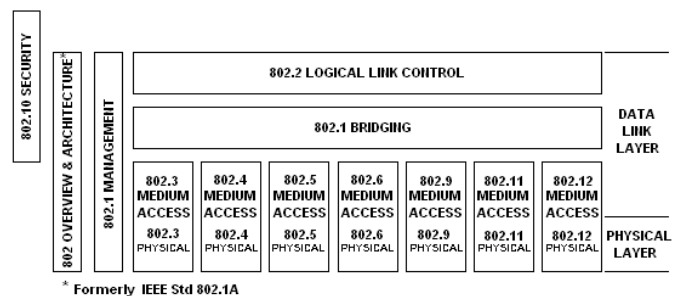 802.10 SECURITY
802 OVERVIEW & ARCHITECTURE*
802.1 MANAGEMENT
802.2 LOGICAL LINK CONTROL
802.1 BRIDGING
DATA
LINK
LAYER
802.3
MEDIUM
ACCESS
802.3
PHYSICAL
802.4
MEDIUM
ACCESS
802.4
PHYSICAL
802.5
MEDIUM
ACCESS
802.5
PHYSICAL
802.6
MEDIUM
ACCESS
802.6
PHYSICAL
802.9
MEDIUM
ACCESS
802.9
PHYSICAL
802.11
MEDIUM
ACCESS
802.11
PHYSICAL
802.12
MEDIUM
ACCESS
802.12
PHYSICAL
PHYSICAL
LAYER
* Formerly IEEE Std 802.1A